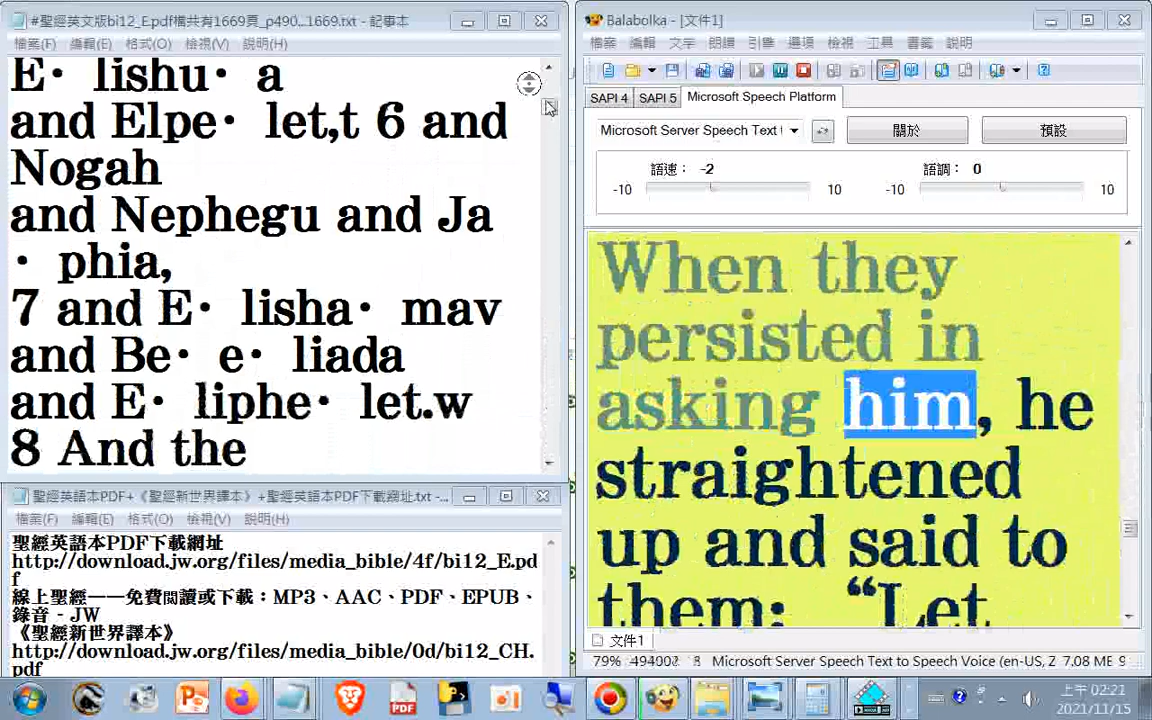 #聖經英文版bi12_E.pdf檔共有1669頁_p490,..1669.txt - 記事本
檔案(F) 編輯(E) 格式(O) 檢視(V) 說明(H)
E‧ lishu‧ a
and Elpe‧ let,t 6 and
Nogah
and Nephegu and Ja
‧ phia,
7 and E‧ lisha‧ mav
and Be‧ e‧ liada
and E‧ liphe‧ let.w
8 And the
聖經英語本PDF+《聖經新世界譯本》+聖經英語本PDF下載網址.txt -...
檔案(F) 編輯(E) 格式(O) 檢視(V) 說明(H)
聖經英語本PDF下載網址
http://download.jw.org/files/media_bible/4f/bi12_E.pd
f
線上聖經——免費閱讀或下載：MP3、AAC、PDF、EPUB、
錄音 - JW
《聖經新世界譯本》
http://download.jw.org/files/media_bible/0d/bi12_CH.
pdf
Balabolka - [文件1]
檔案 編輯 文字 朗讀 引擎 選項 檢視 工具 書籤 說明
SAPI 4 SAPI 5 Microsoft Speech Platform
Microsoft Server Speech Text 關於 預設
語速： -2 語調： 0
-10 10 -10 10
When they
persisted in
asking him, he
straightened
up and said to
them: “Let
文件1
79% Microsoft Server Speech Text to Speech Voice (en-US, Z 7.08 ME 9
上午 02:21
2021/11/15